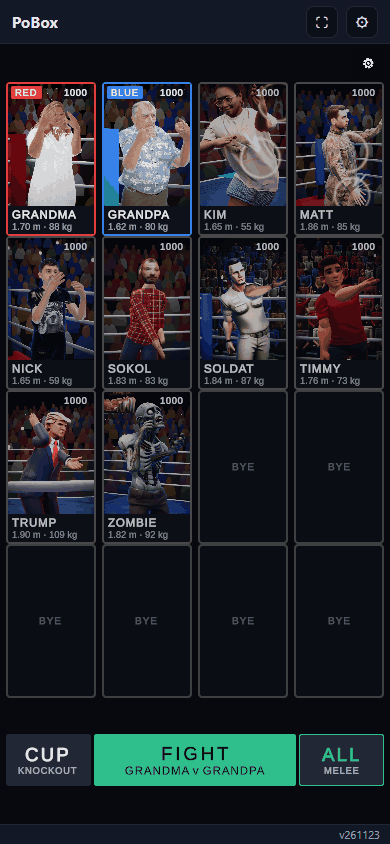 PoBox
RED 1000
BLUE 1000
1000
1000
GRANDMA
1.70 m · 88 kg
GRANDPA
1.62 m · 80 kg
KIM
1.65 m · 55 kg
MATT
1.86 m · 85 kg
1000
1000
1000
1000
NICK
1.65 m · 59 kg
SOKOL
1.83 m · 83 kg
SOLDAT
1.84 m · 87 kg
TIMMY
1.76 m · 73 kg
1000
1000
TRUMP
1.90 m · 109 kg
ZOMBIE
1.82 m · 92 kg
BYE
BYE
BYE
BYE
BYE
BYE
CUP
KNOCKOUT
FIGHT
GRANDMA v GRANDPA
ALL
MELEE
v261123